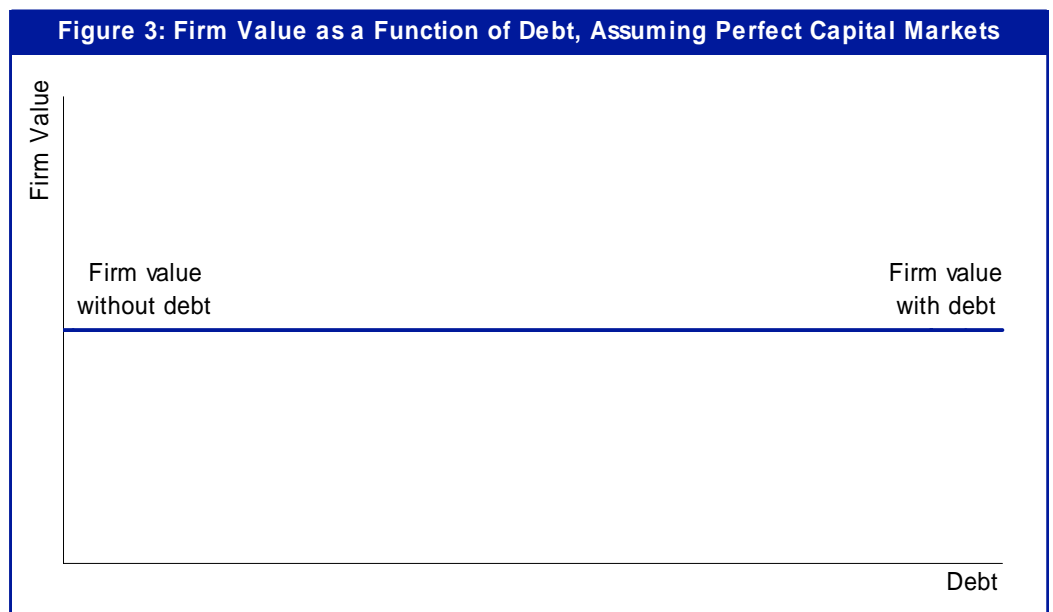 Figure 3: Firm Value as a Function of Debt, Assuming Perfect Capital Markets
Firm Value
Firm value
without debt
Firm value
with debt
Debt